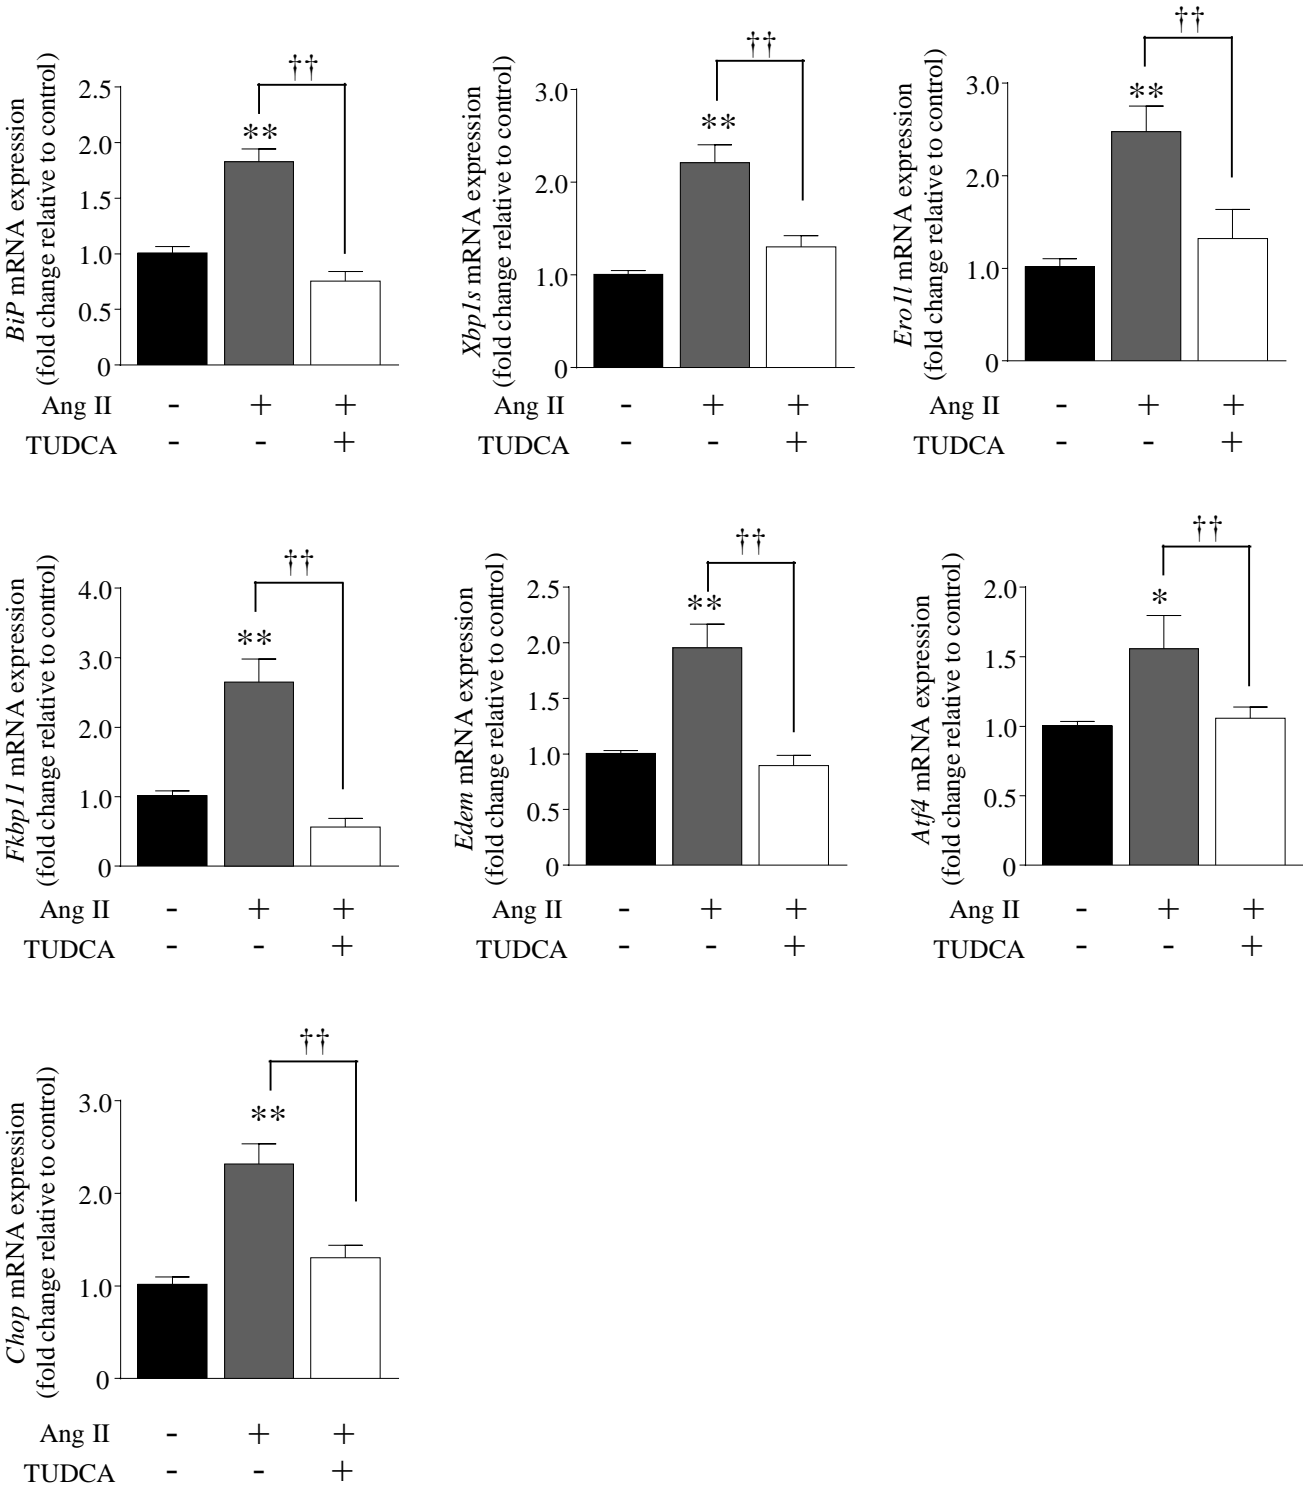 ††
2.5
**
2.0
1.5
1.0
0.5
0
BiP mRNA expression
(fold change relative to control)
Ang II - + +
TUDCA - - +
††
3.0
**
2.0
1.0
0
Xbp1s mRNA expression
(fold change relative to control)
Ang II - + +
TUDCA - - +
††
3.0
**
2.0
1.0
0
Ero1l mRNA expression
(fold change relative to control)
Ang II - + +
TUDCA - - +
††
4.0
**
3.0
2.0
1.0
0
Fkbp11 mRNA expression
(fold change relative to control)
Ang II - + +
TUDCA - - +
††
2.5
**
2.0
1.5
1.0
0.5
0
Edem mRNA expression
(fold change relative to control)
Ang II - + +
TUDCA - - +
††
2.0
*
1.5
1.0
0.5
0
Atf4 mRNA expression
(fold change relative to control)
Ang II - + +
TUDCA - - +
††
3.0
**
2.0
1.0
0
Chop mRNA expression
(fold change relative to control)
Ang II - + +
TUDCA - - +